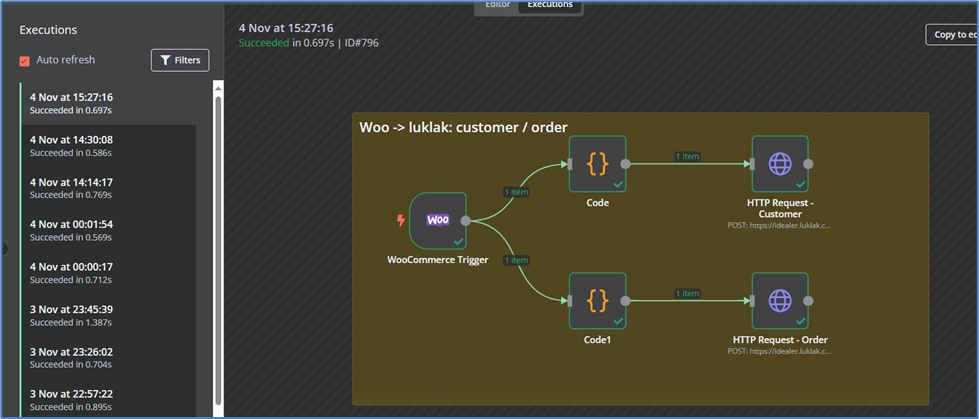 Editor
Executions
Executions
Auto refresh
Filters
4 Nov at 15:27:16
Succeeded in 0.697s
4 Nov at 14:30:08
Succeeded in 0.586s
4 Nov at 14:14:17
Succeeded in 0.769s
4 Nov at 00:01:54
Succeeded in 0.569s
4 Nov at 00:00:17
Succeeded in 0.712s
3 Nov at 23:45:39
Succeeded in 1.387s
3 Nov at 23:26:02
Succeeded in 0.704s
3 Nov at 22:57:22
Succeeded in 0.895s
4 Nov at 15:27:16
Succeeded in 0.697s | ID#796
Copy to ec
Woo -> luklak: customer / order
Woo
WooCommerce Trigger
1 item
1 item
{}
Code
1 item
HTTP Request -
Customer
POST: https://idealer.luklak.c...
{}
Code1
1 item
HTTP Request - Order
POST: https://idealer.luklak.c...